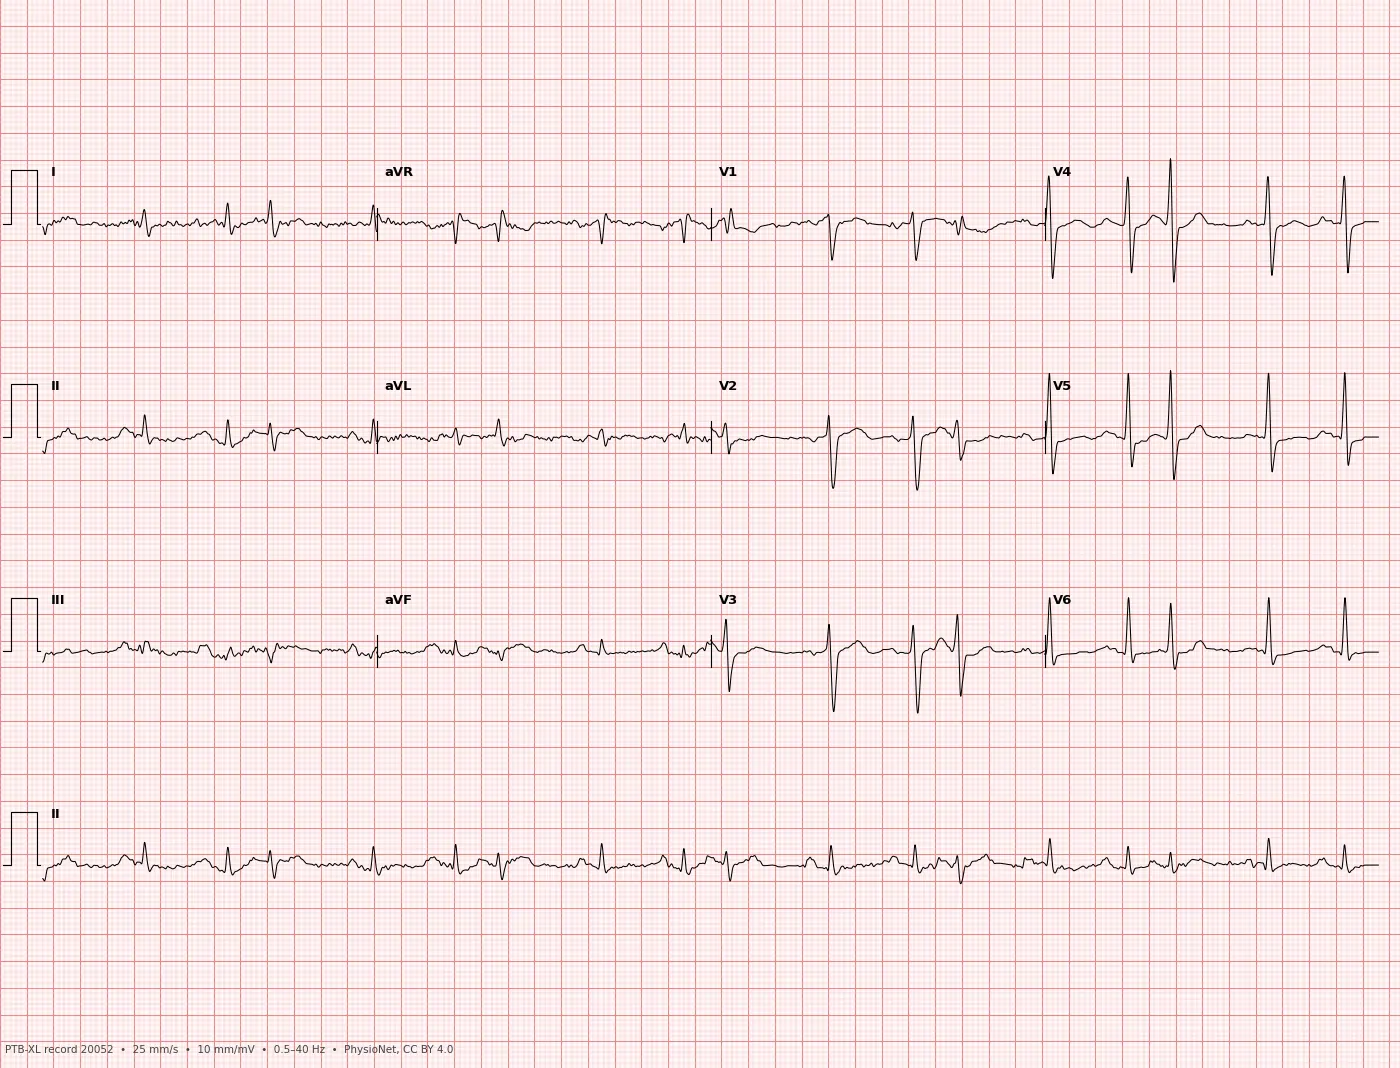 I aVR V1 V4
II aVL V2 V5
III aVF V3 V6
II
PTB-XL record 20052 • 25 mm/s • 10 mm/mV • 0.5–40 Hz • PhysioNet, CC BY 4.0